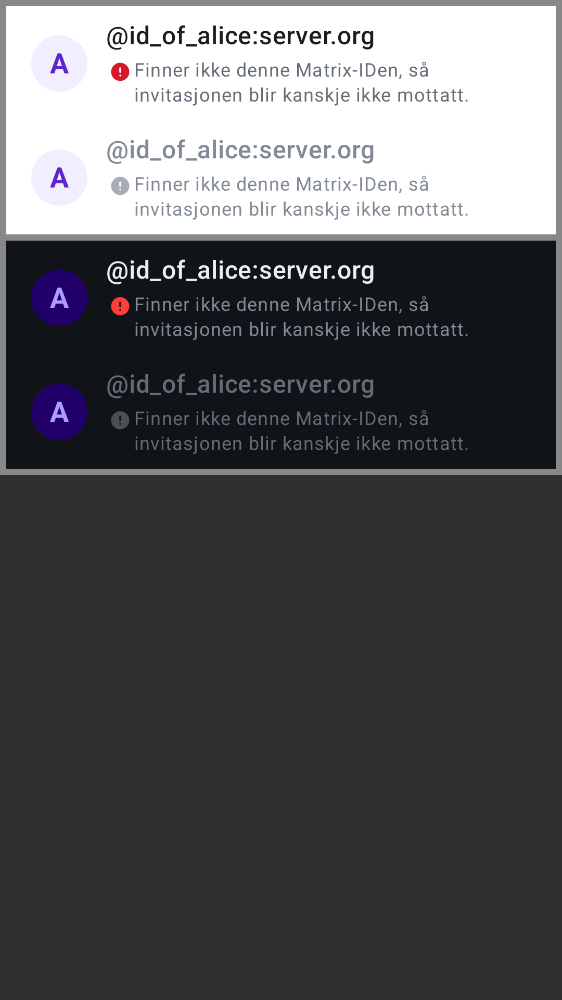 A
@id_of_alice:server.org
Finner ikke denne Matrix-IDen, så
invitasjonen blir kanskje ikke mottatt.
A
@id_of_alice:server.org
Finner ikke denne Matrix-IDen, så
invitasjonen blir kanskje ikke mottatt.
A
@id_of_alice:server.org
Finner ikke denne Matrix-IDen, så
invitasjonen blir kanskje ikke mottatt.
A
@id_of_alice:server.org
Finner ikke denne Matrix-IDen, så
invitasjonen blir kanskje ikke mottatt.